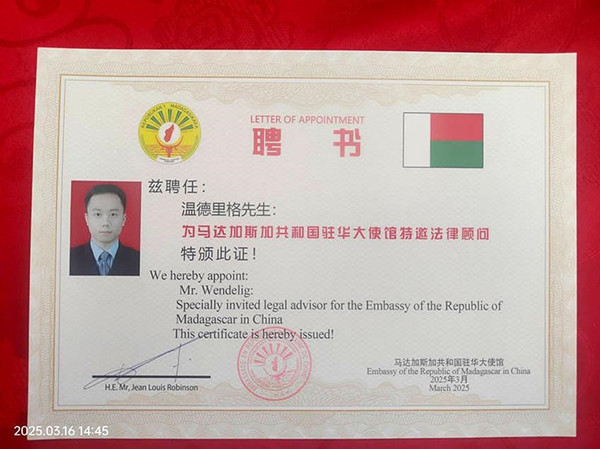 REPOBLIKAN'I MADAGASIKARA
LETTER OF APPOINTMENT
聘 书
兹聘任：
温德里格先生：
为马达加斯加共和国驻华大使馆特邀法律顾问
特颁此证！
We hereby appoint:
Mr. Wendelig:
Specially invited legal advisor for the Embassy of the Republic of
Madagascar in China
This certificate is hereby issued!
H.E. Mr, Jean Louis Robinson
马达加斯加共和国驻华大使馆
Embassy of the Republic of Madagascar in China
2025年3月
March 2025
2025.03.16 14:45